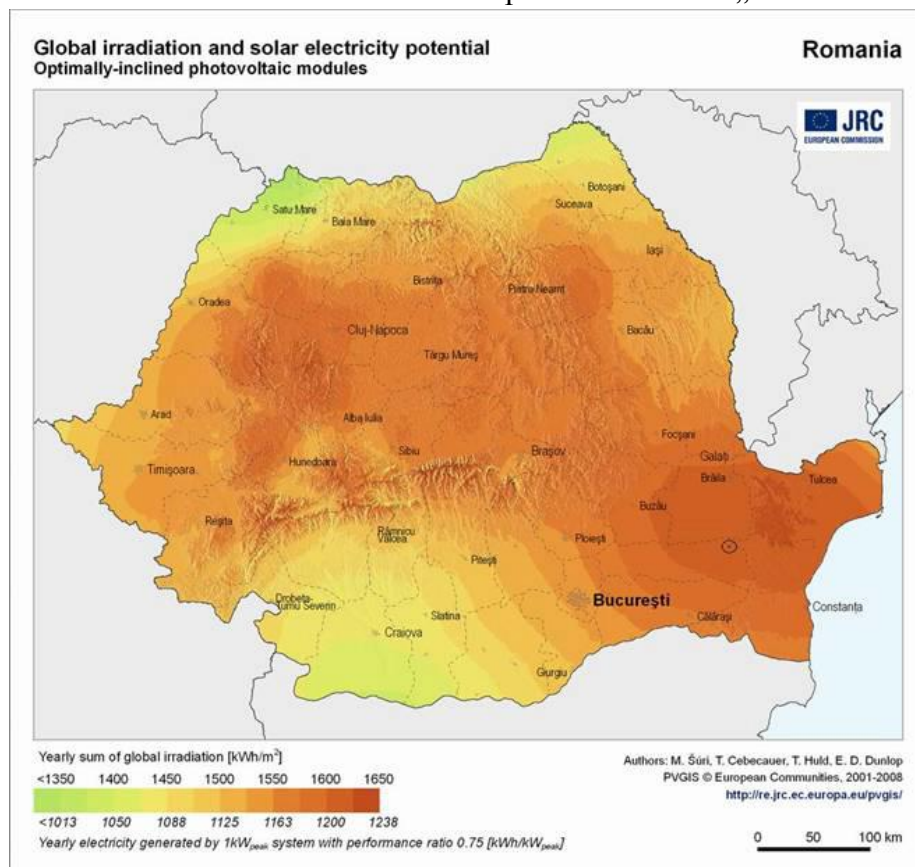 „
Global irradiation and solar electricity potential
Optimally-inclined photovoltaic modules
Romania
JRC
EUROPEAN COMMISSION
Botoşani
Satu Mare
Suceava
Baia Mare
Iaşi
Bistriţa
Piatra Neamţ
Oradea
Cluj-Napoca
Bacău
Târgu Mureş
Arad
Alba Iulia
Focşani
Sibiu
Braşov
Galaţi
Hunedoara
Timişoara
Brăila
Tulcea
Buzău
Reşiţa
Râmnicu
Vâlcea
Ploieşti
Piteşti
Drobeta-
Turnu Severin
Bucureşti
Constanţa
Slatina
Călăraşi
Craiova
Giurgiu
Yearly sum of global irradiation [kWh/m²]
<1350 1400 1450 1500 1550 1600 1650
<1013 1050 1088 1125 1163 1200 1238
Yearly electricity generated by 1kWpeak system with performance ratio 0.75 [kWh/kWpeak]
Authors: M. Šúri, T. Cebecauer, T. Huld, E. D. Dunlop
PVGIS © European Communities, 2001-2008
http://re.jrc.ec.europa.eu/pvgis/
0 50 100 km